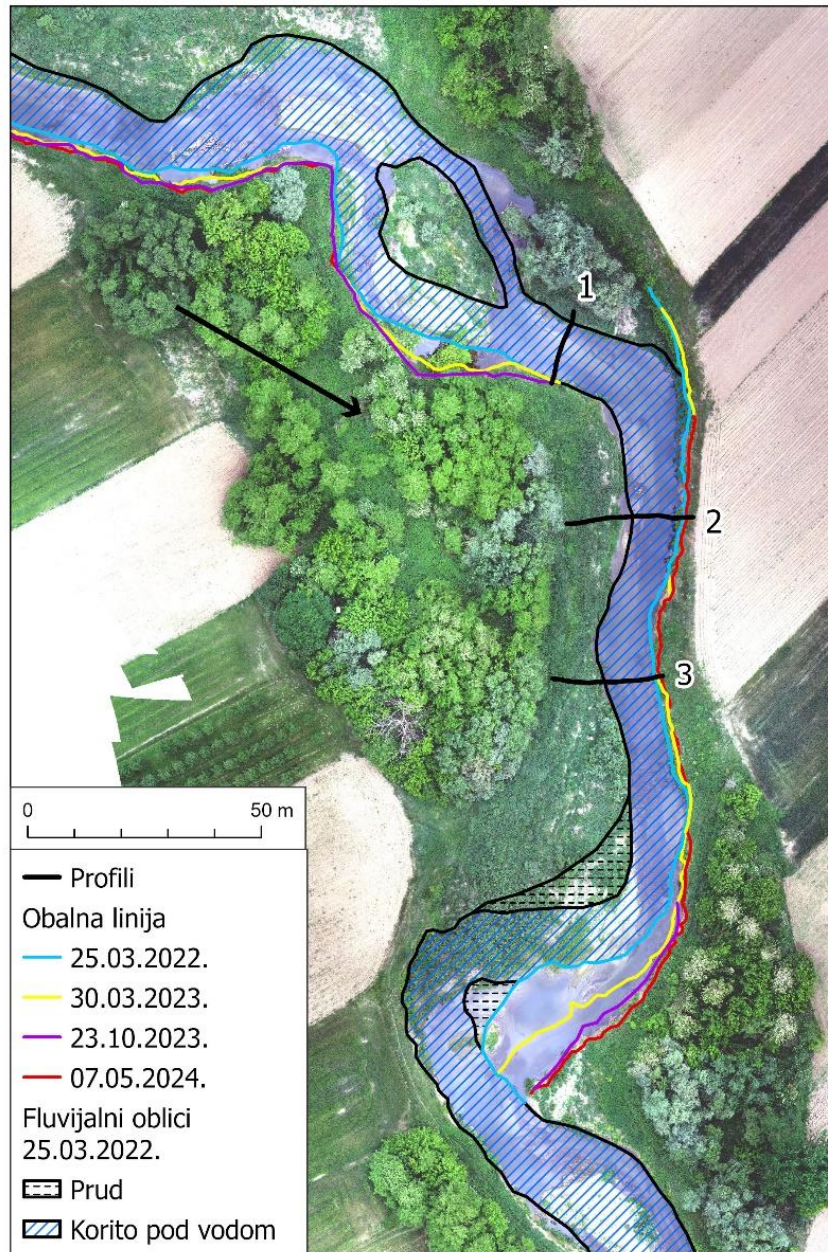 1
2
3
0 50 m
Profili
Obalna linija
25.03.2022.
30.03.2023.
23.10.2023.
07.05.2024.
Fluvijalni oblici
25.03.2022.
Prud
Korito pod vodom